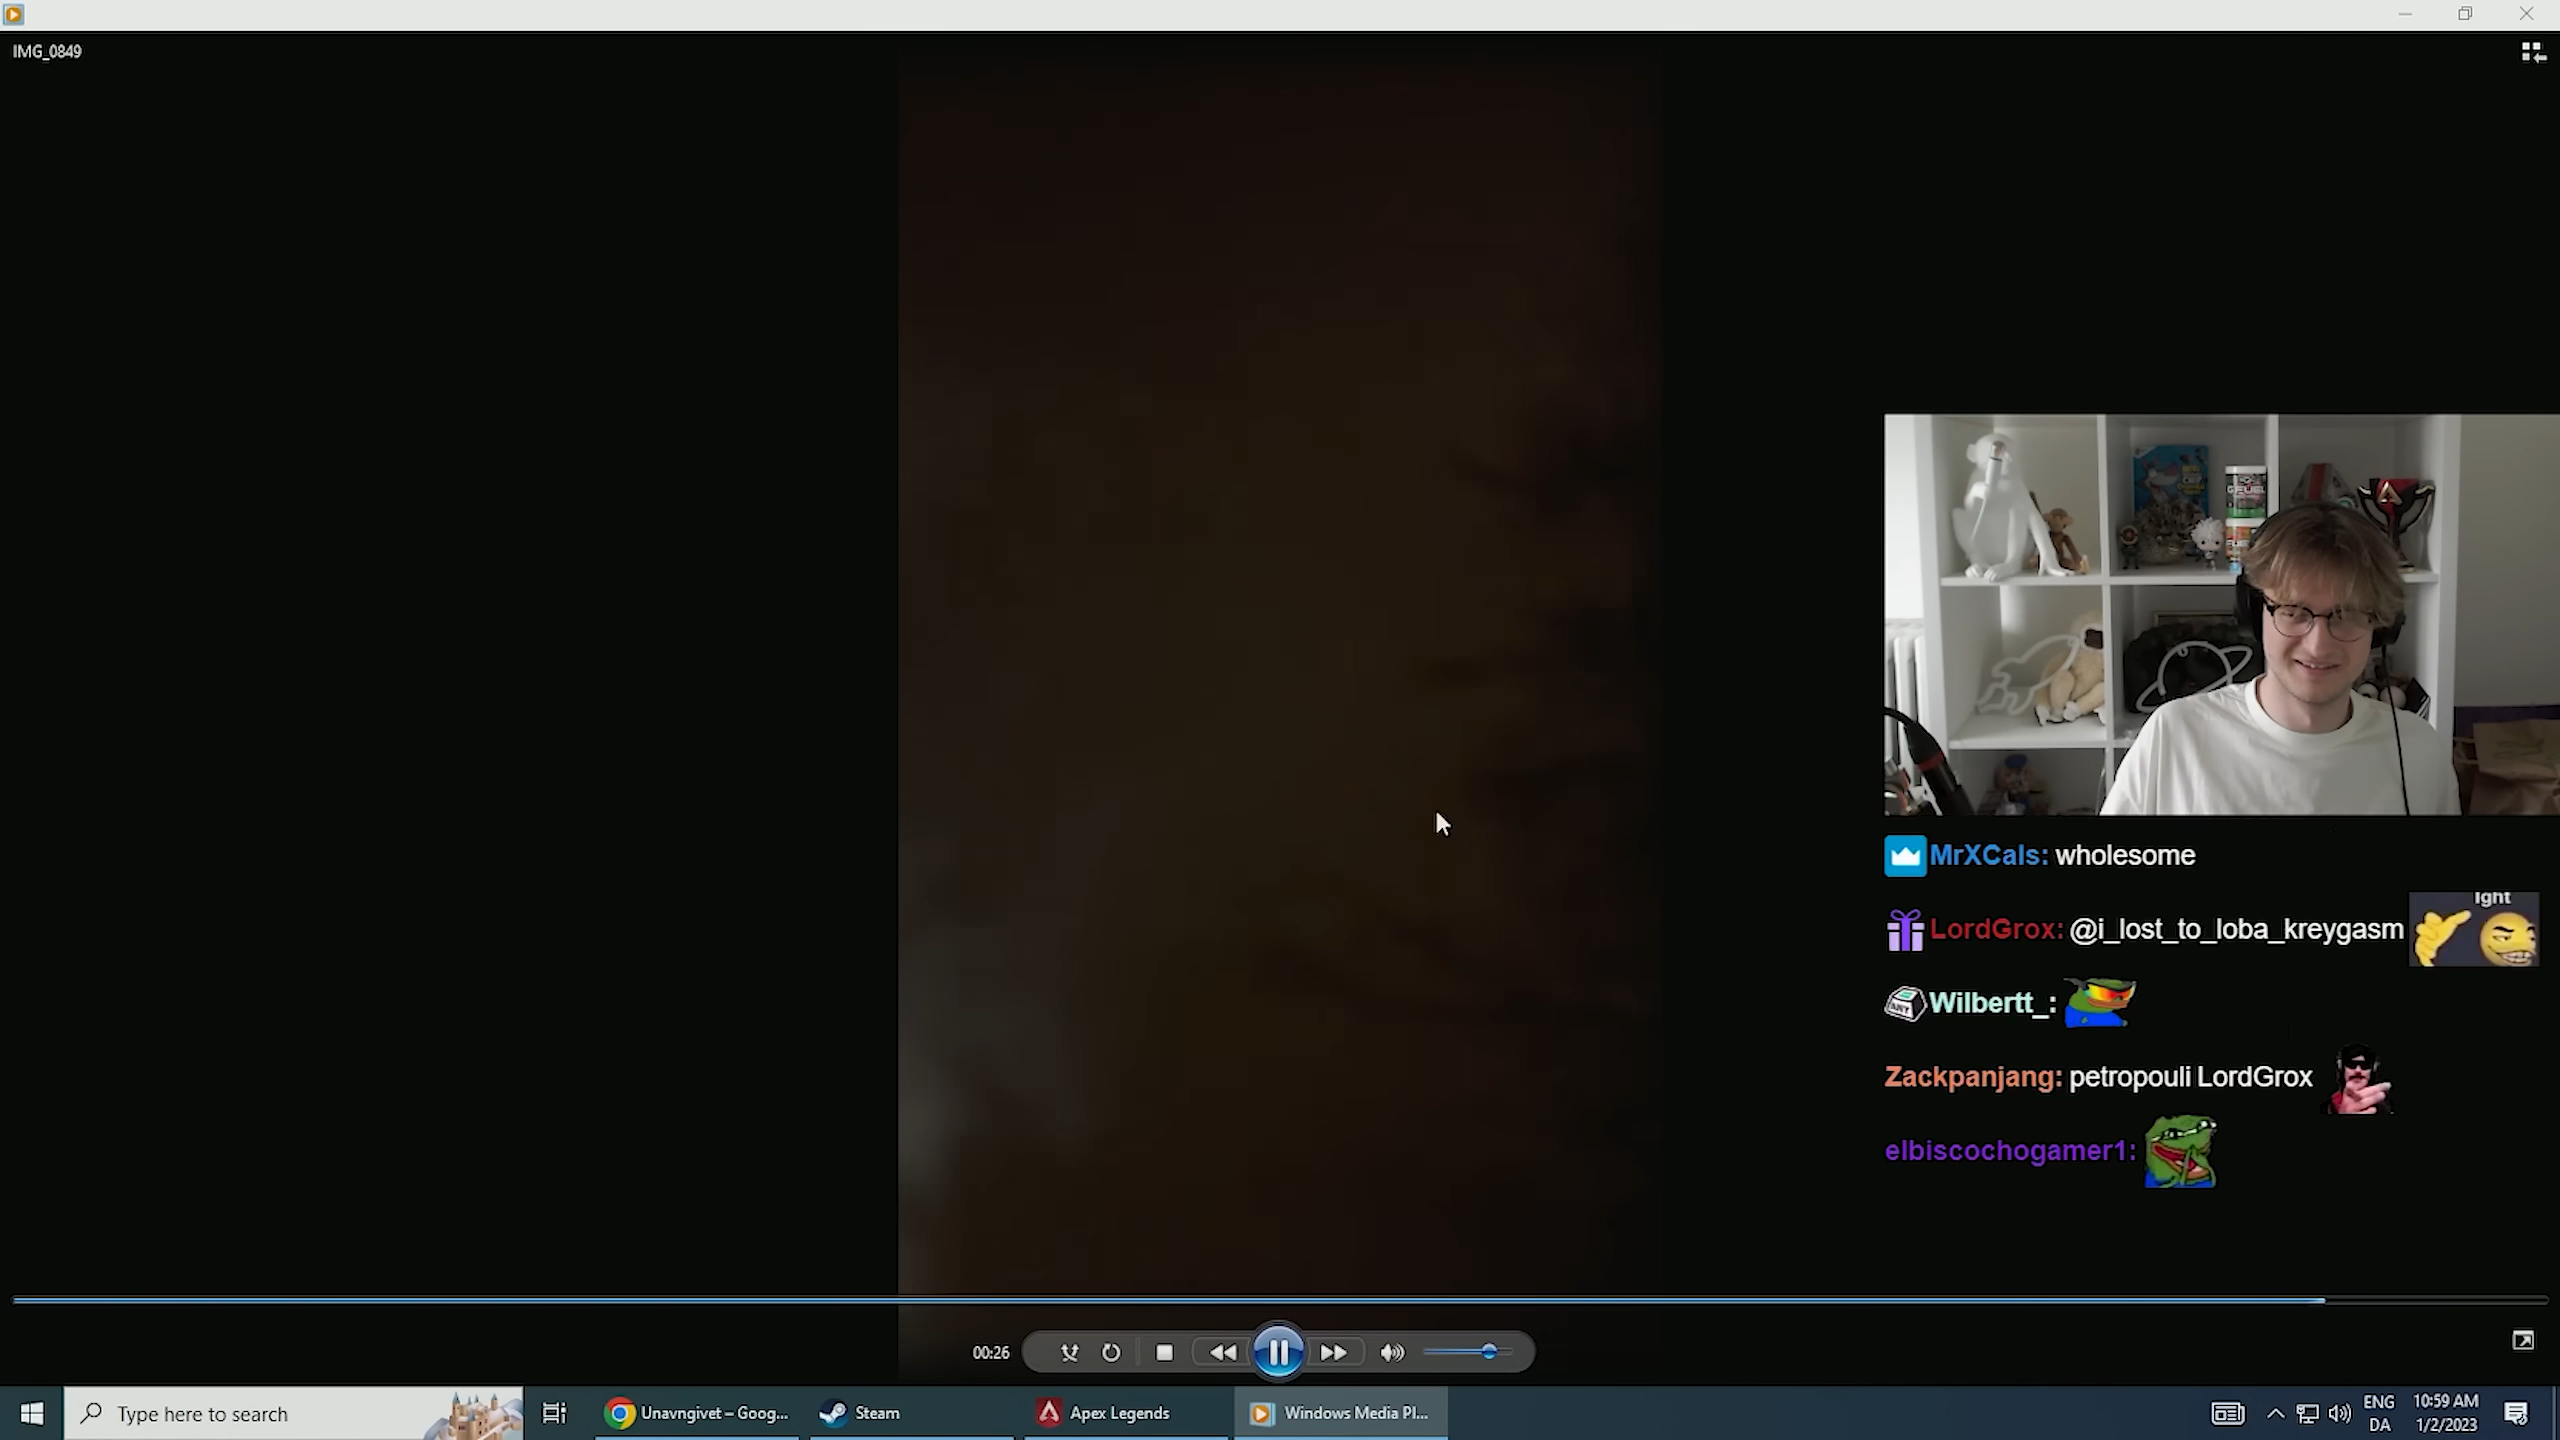 IMG_0849
MrXCals: wholesome
LordGrox: @i_lost_to_loba_kreygasm
ight
Wilbertt_:
Zackpanjang: petropouli LordGrox
elbiscochogamer1:
00:26
Type here to search
Unavngivet – Goog...
Steam
Apex Legends
Windows Media Pl...
ENG
DA
10:59 AM
1/2/2023